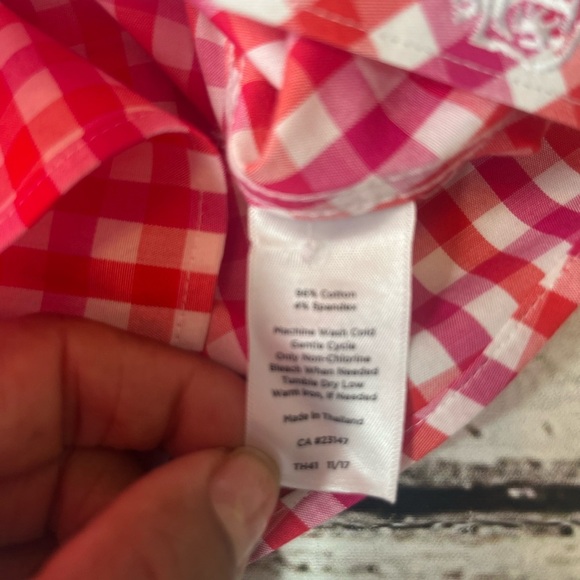 96% Cotton
4% Spandex
Machine Wash Cold
Gentle Cycle
Only Non-Chlorine
Bleach When Needed
Tumble Dry Low
Warm Iron, If Needed
Made in Thailand
CA #23147
TH41 11/17